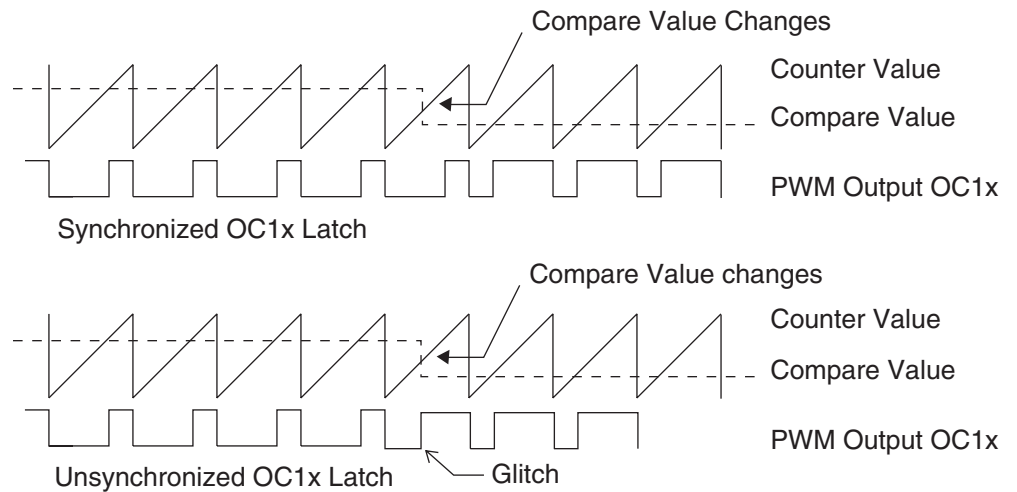 Compare Value Changes
Counter Value
Compare Value
PWM Output OC1x
Synchronized OC1x Latch
Compare Value changes
Counter Value
Compare Value
PWM Output OC1x
Unsynchronized OC1x Latch
Glitch